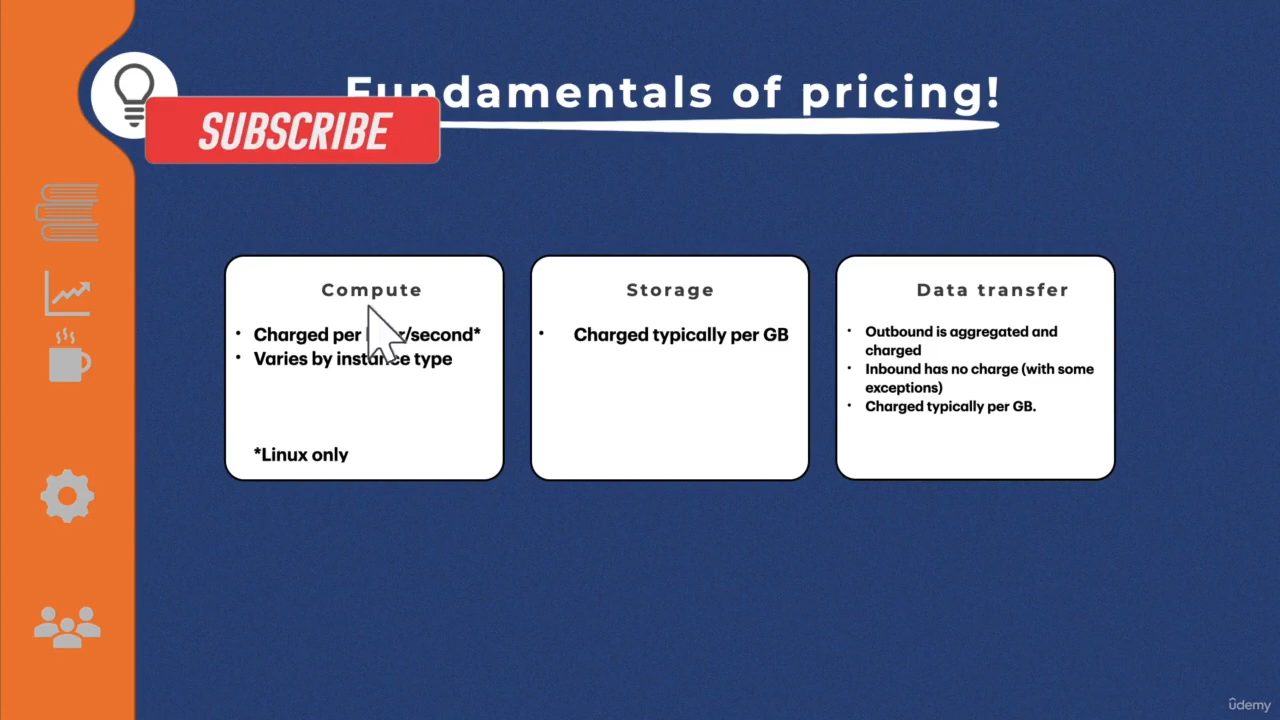 Fundamentals of pricing!
SUBSCRIBE
Compute
• Charged per /second*
• Varies by instance type
*Linux only
Storage
• Charged typically per GB
Data transfer
• Outbound is aggregated and
charged
• Inbound has no charge (with some
exceptions)
• Charged typically per GB.
ûdemy